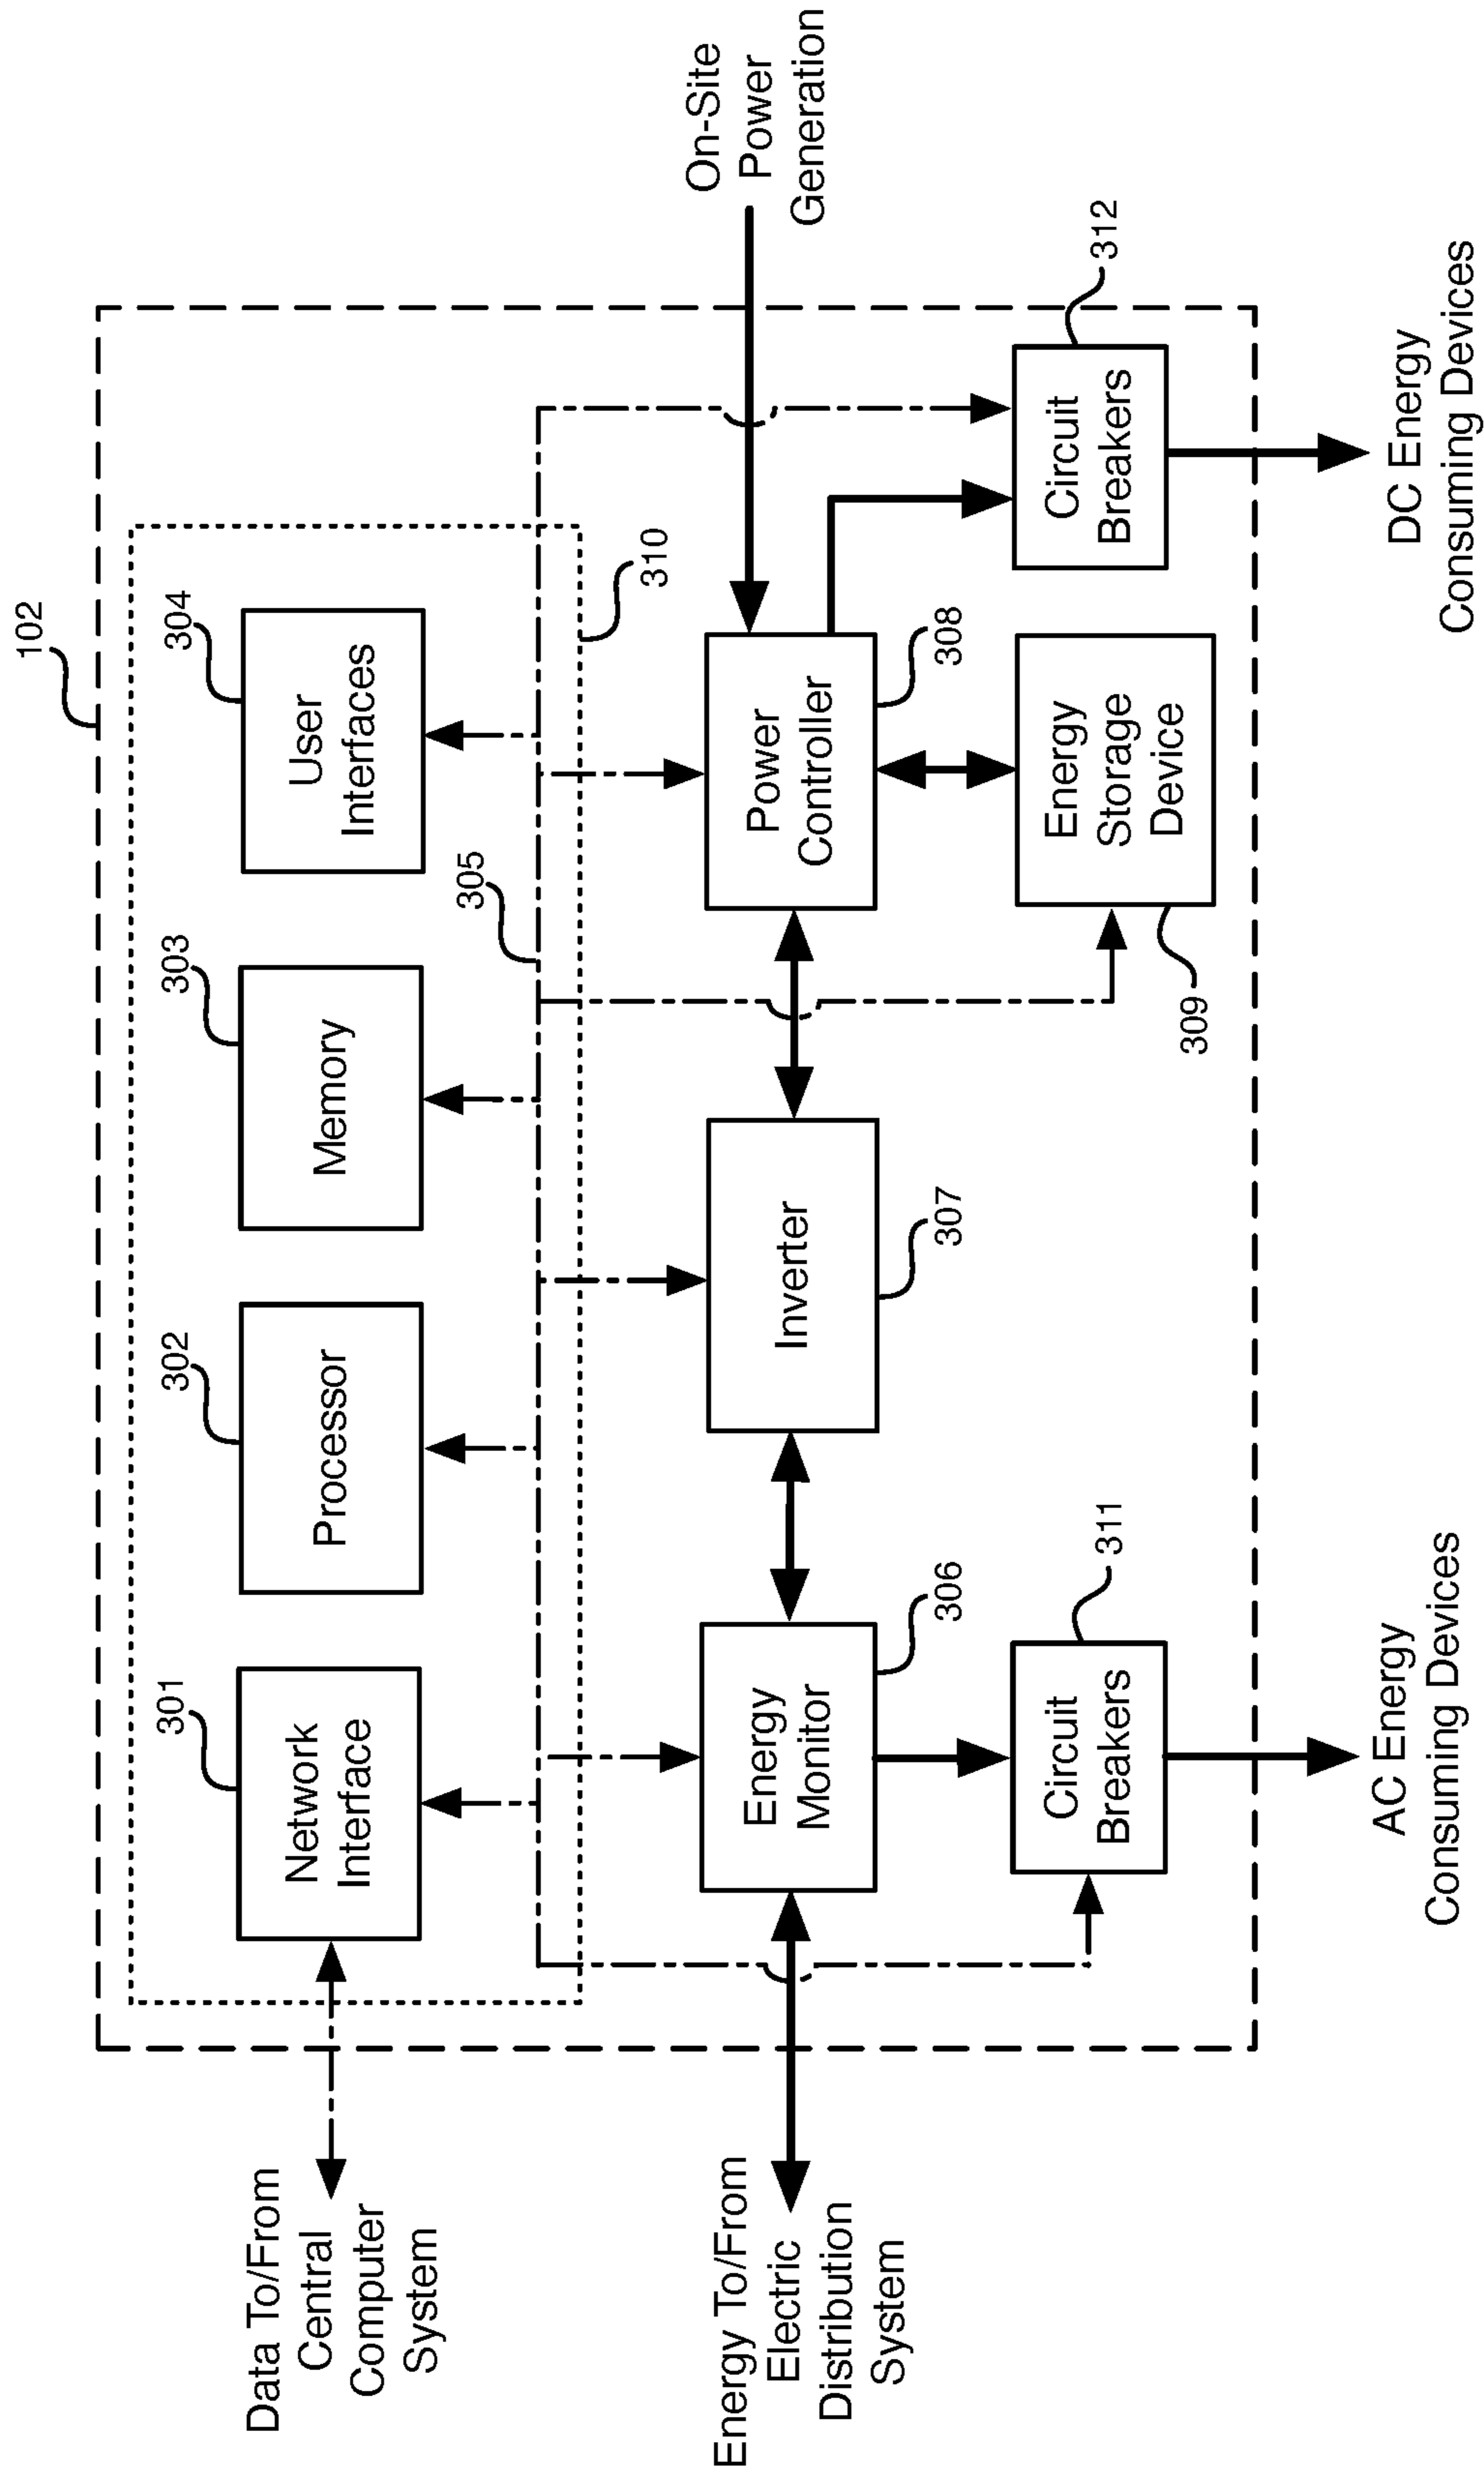 102
301
302
303
304
Network
Interface
Processor
Memory
User
Interfaces
Data To/From
Central
Computer
System
305
310
On-Site
Power
Generation
Energy To/From
Electric
Distribution
System
Energy
Monitor
306
Inverter
307
Power
Controller
308
Circuit
Breakers
311
Energy
Storage
Device
309
Circuit
Breakers
312
AC Energy
Consuming Devices
DC Energy
Consuming Devices